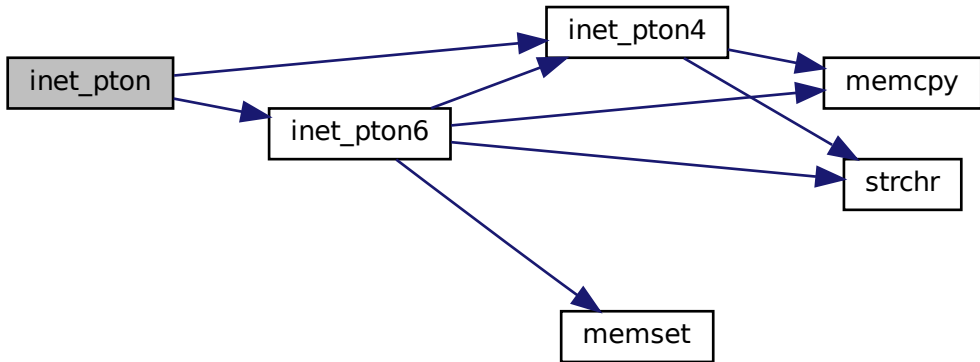 inet_pton
inet_pton6
inet_pton4
memcpy
strchr
memset